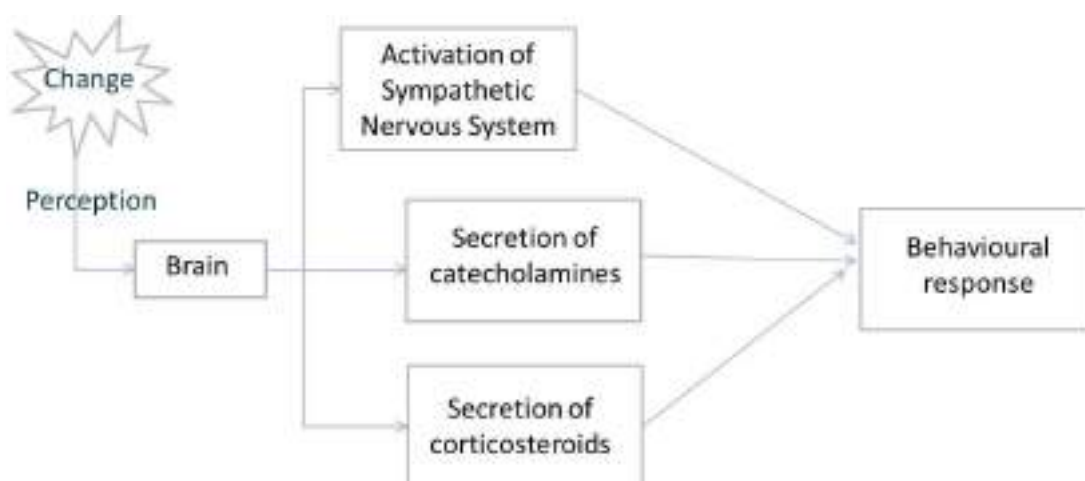 Change
Perception
Brain
Activation of
Sympathetic
Nervous System
Secretion of
catecholamines
Secretion of
corticosteroids
Behavioural
response